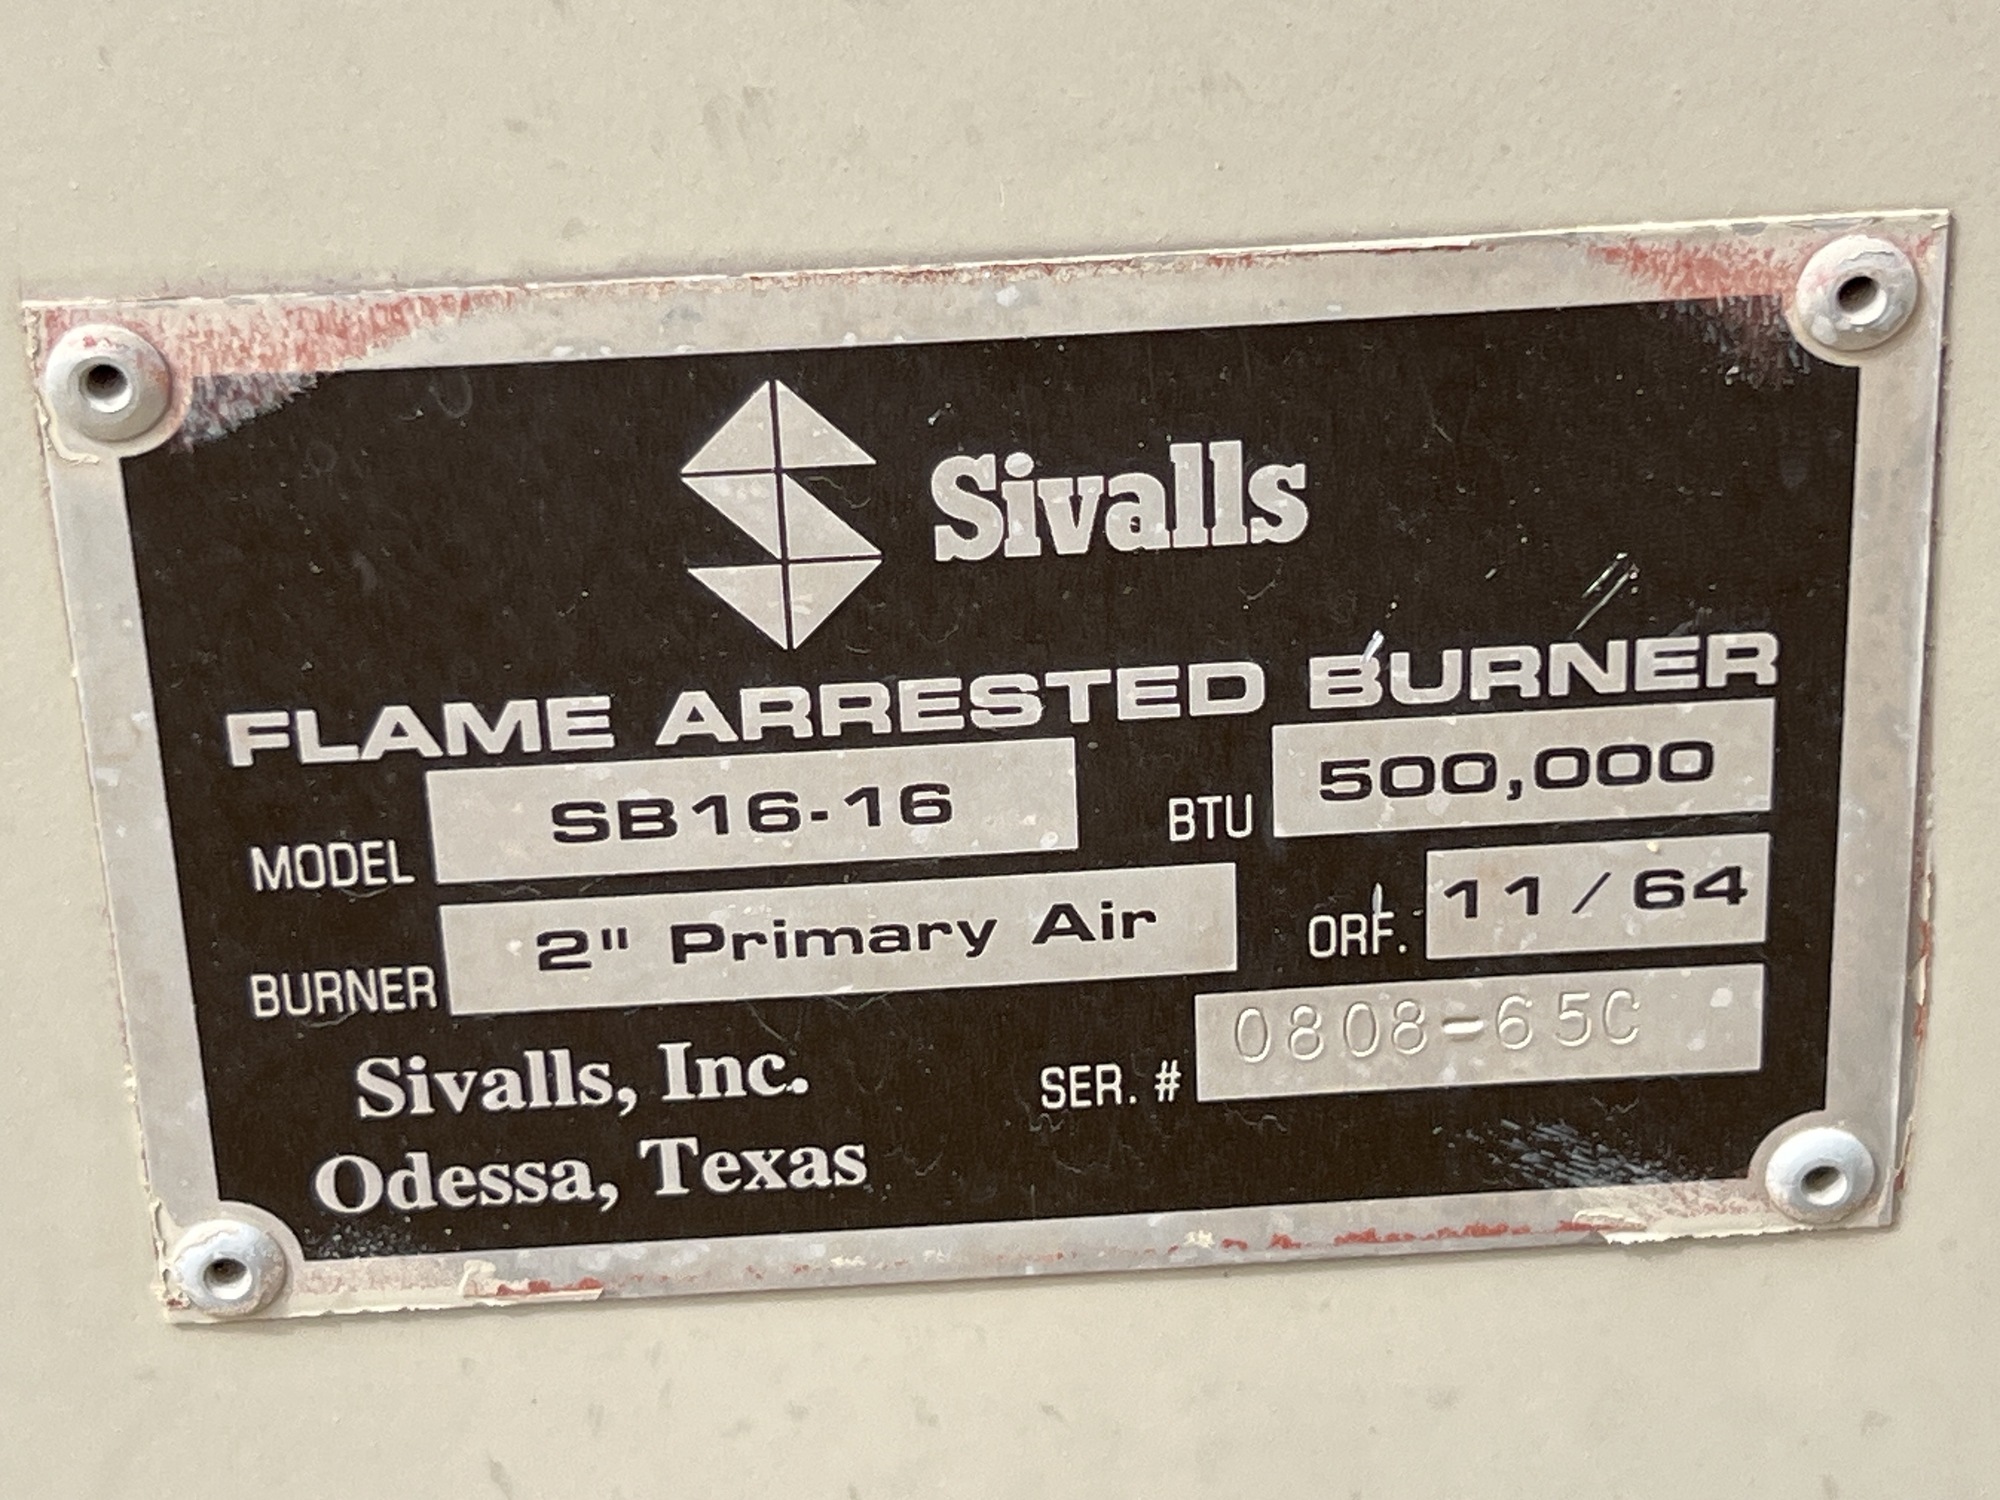 Sivalls
FLAME ARRESTED BURNER
MODEL SB16-16 BTU 500,000
BURNER 2" Primary Air ORF. 11/64
Sivalls, Inc. SER. # 0808-65C
Odessa, Texas